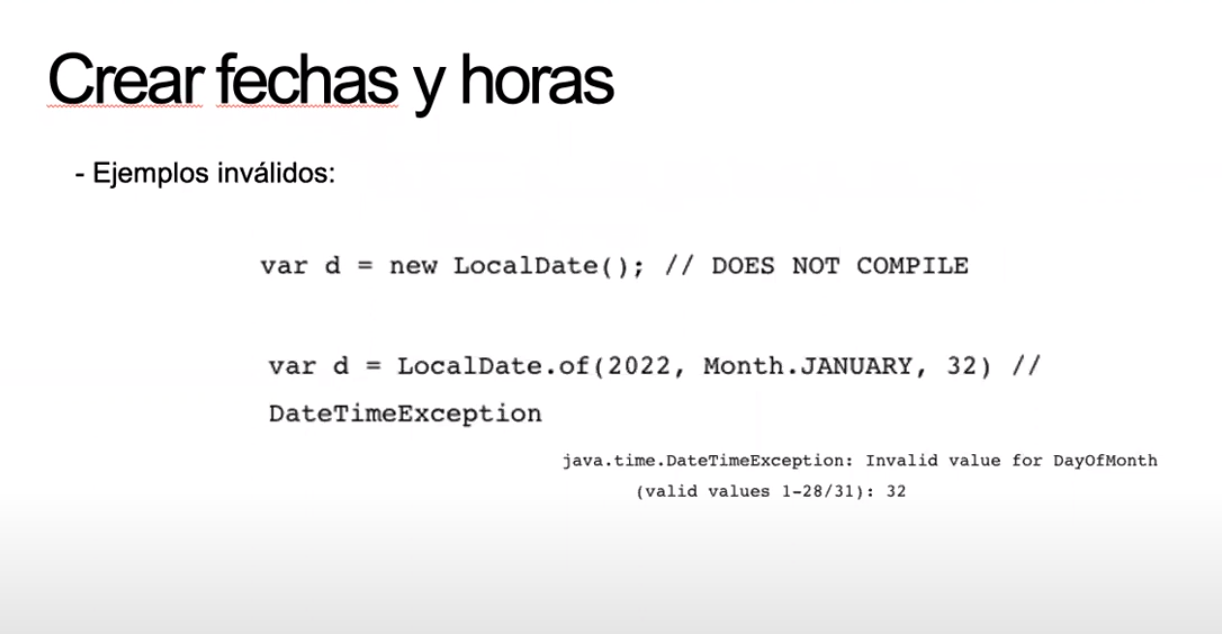 Crear fechas y horas
- Ejemplos inválidos:
var d = new LocalDate(); // DOES NOT COMPILE
var d = LocalDate.of(2022, Month.JANUARY, 32) //
DateTimeException
java.time.DateTimeException: Invalid value for DayOfMonth
(valid values 1-28/31): 32